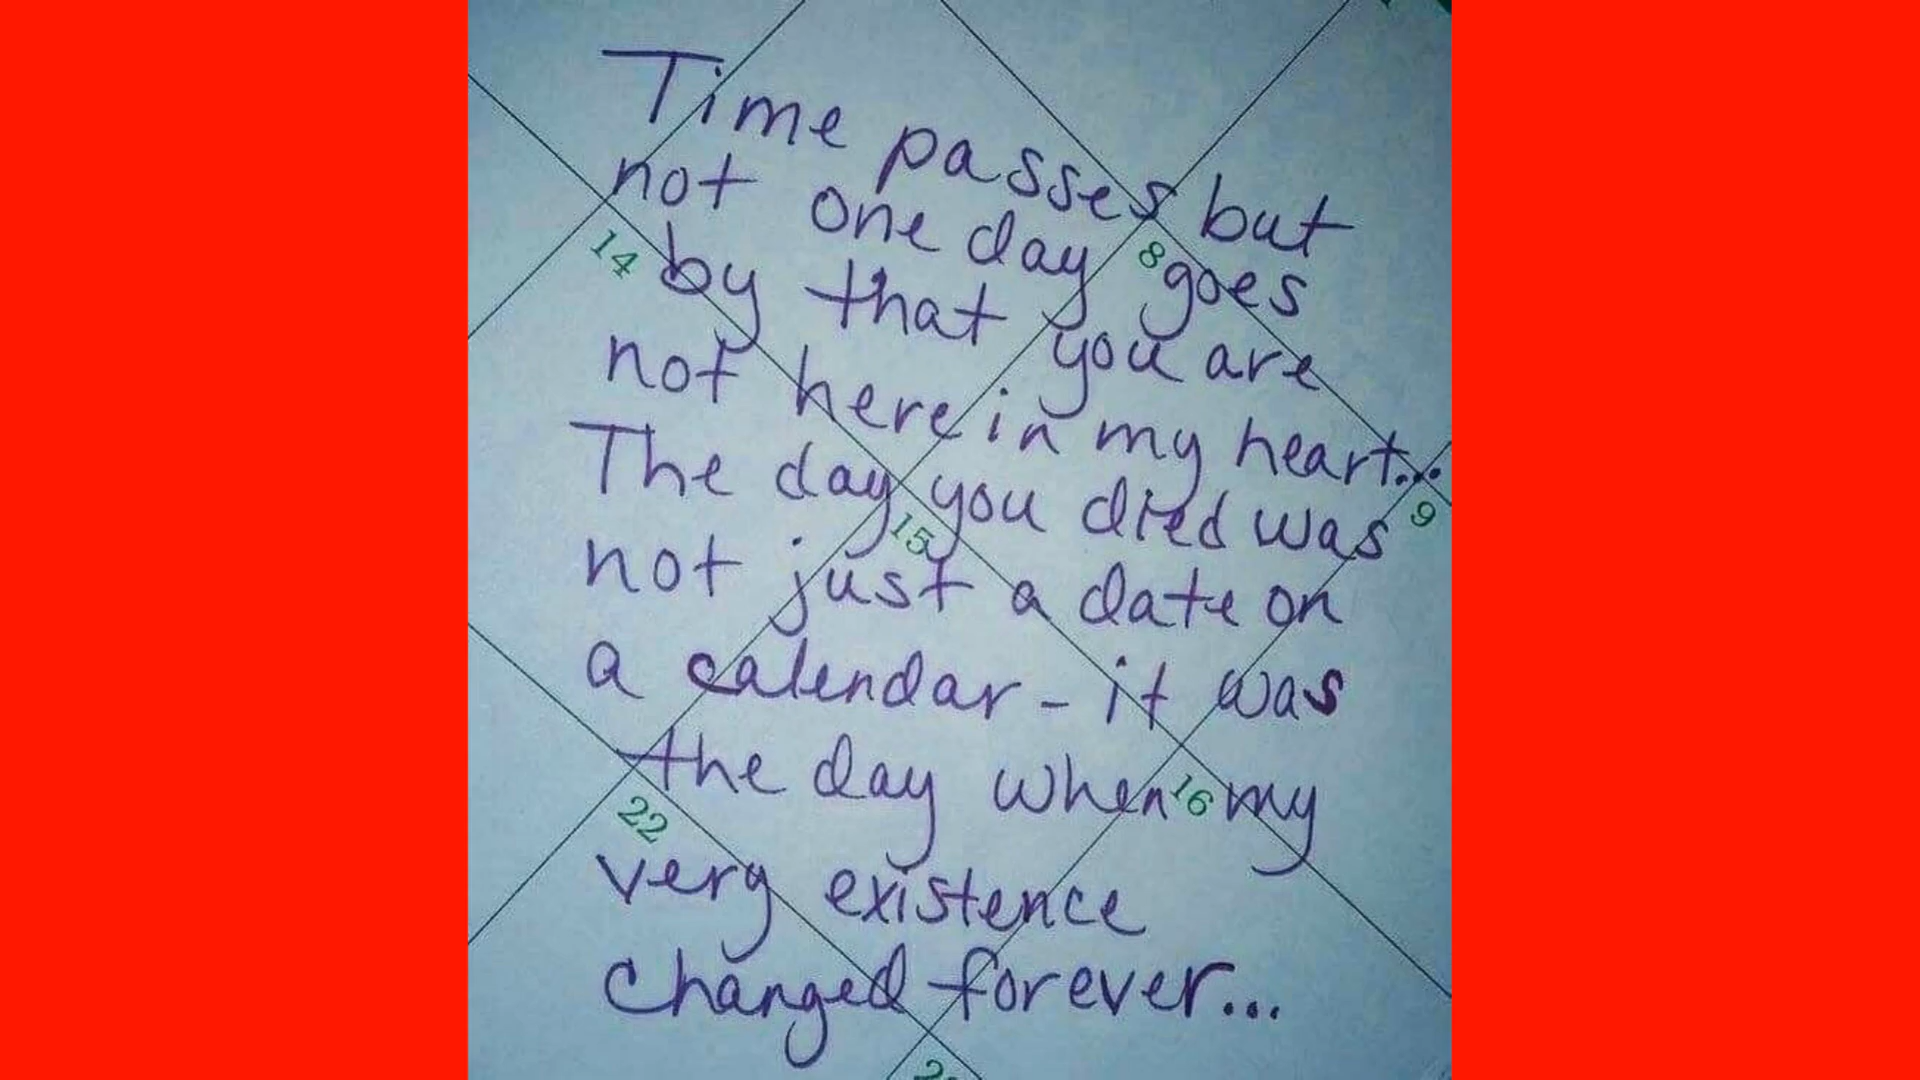 Time passes but
not one day goes
by that you are
not here in my heart...
The day you died was
not just a date on
a calendar - it was
the day when my
very existence
changed forever...
8
14
9
15
16
22